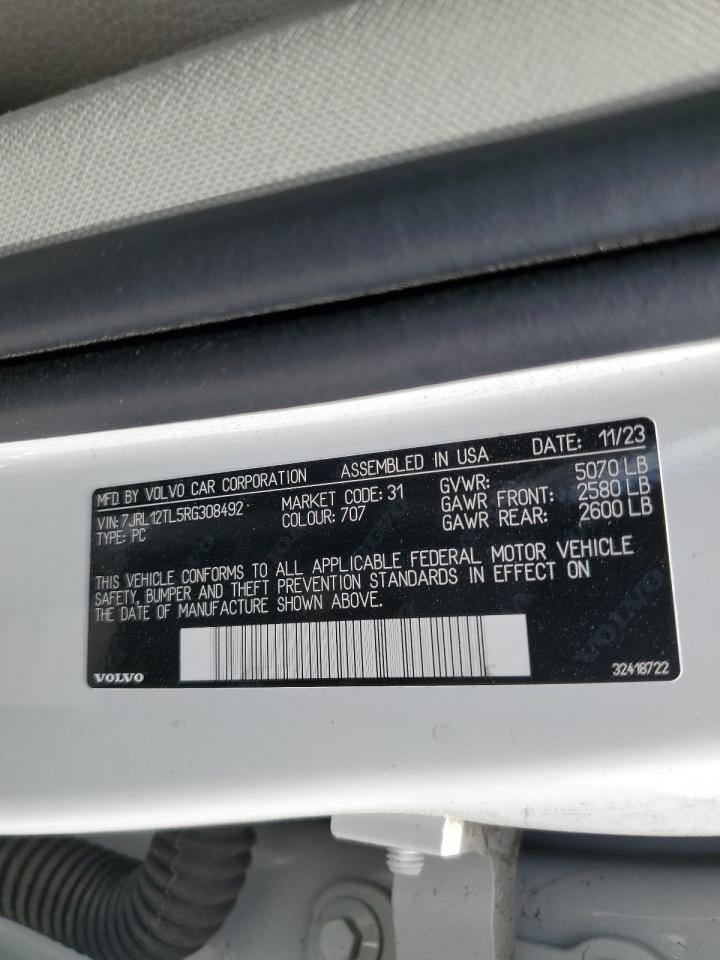 MFD BY VOLVO CAR CORPORATION ASSEMBLED IN USA DATE: 11/23
VIN: 7JRL12TL5RG308492 MARKET CODE: 31 GVWR: 5070 LB
TYPE: PC COLOUR: 707 GAWR FRONT: 2580 LB
GAWR REAR: 2600 LB
THIS VEHICLE CONFORMS TO ALL APPLICABLE FEDERAL MOTOR VEHICLE
SAFETY, BUMPER AND THEFT PREVENTION STANDARDS IN EFFECT ON
THE DATE OF MANUFACTURE SHOWN ABOVE.
VOLVO 32418722